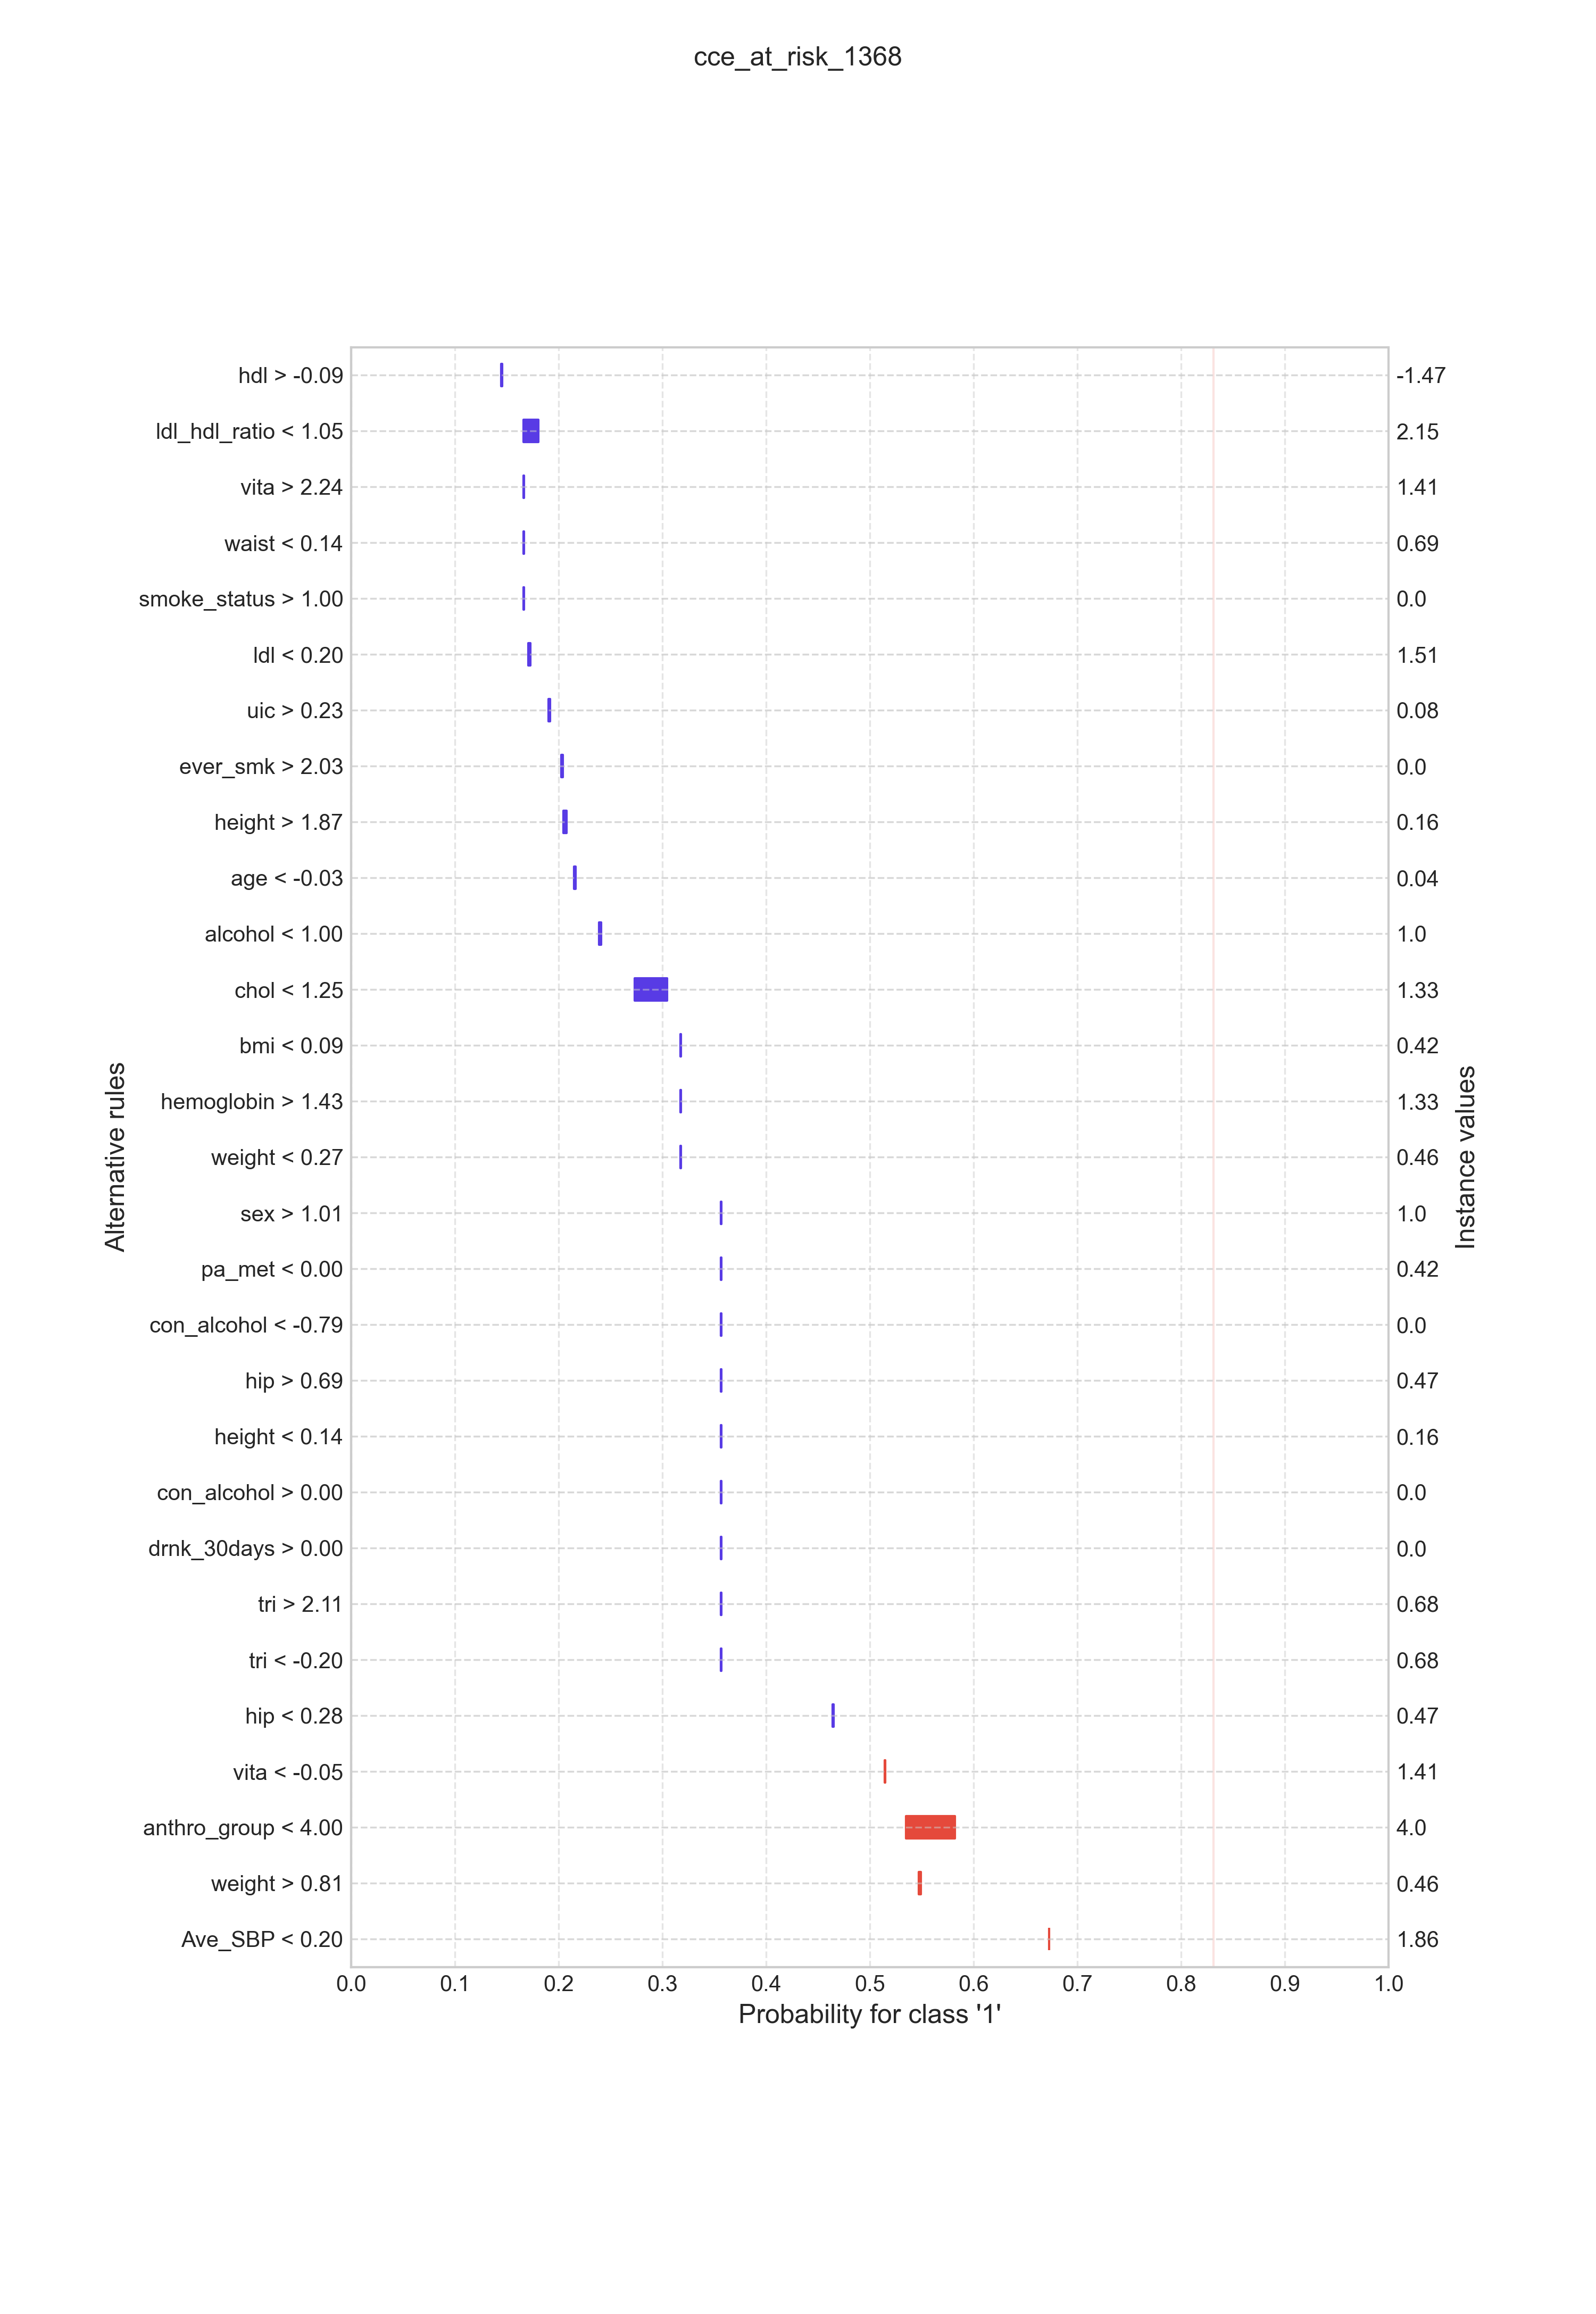 cce_at_risk_1368
hdl > -0.09 -1.47
ldl_hdl_ratio < 1.05 2.15
vita > 2.24 1.41
waist < 0.14 0.69
smoke_status > 1.00 0.0
ldl < 0.20 1.51
uic > 0.23 0.08
ever_smk > 2.03 0.0
height > 1.87 0.16
age < -0.03 0.04
alcohol < 1.00 1.0
chol < 1.25 1.33
bmi < 0.09 0.42
hemoglobin > 1.43 1.33
weight < 0.27 0.46
sex > 1.01 1.0
pa_met < 0.00 0.42
con_alcohol < -0.79 0.0
hip > 0.69 0.47
height < 0.14 0.16
con_alcohol > 0.00 0.0
drnk_30days > 0.00 0.0
tri > 2.11 0.68
tri < -0.20 0.68
hip < 0.28 0.47
vita < -0.05 1.41
anthro_group < 4.00 4.0
weight > 0.81 0.46
Ave_SBP < 0.20 1.86
Alternative rules
Instance values
0.0 0.1 0.2 0.3 0.4 0.5 0.6 0.7 0.8 0.9 1.0
Probability for class '1'